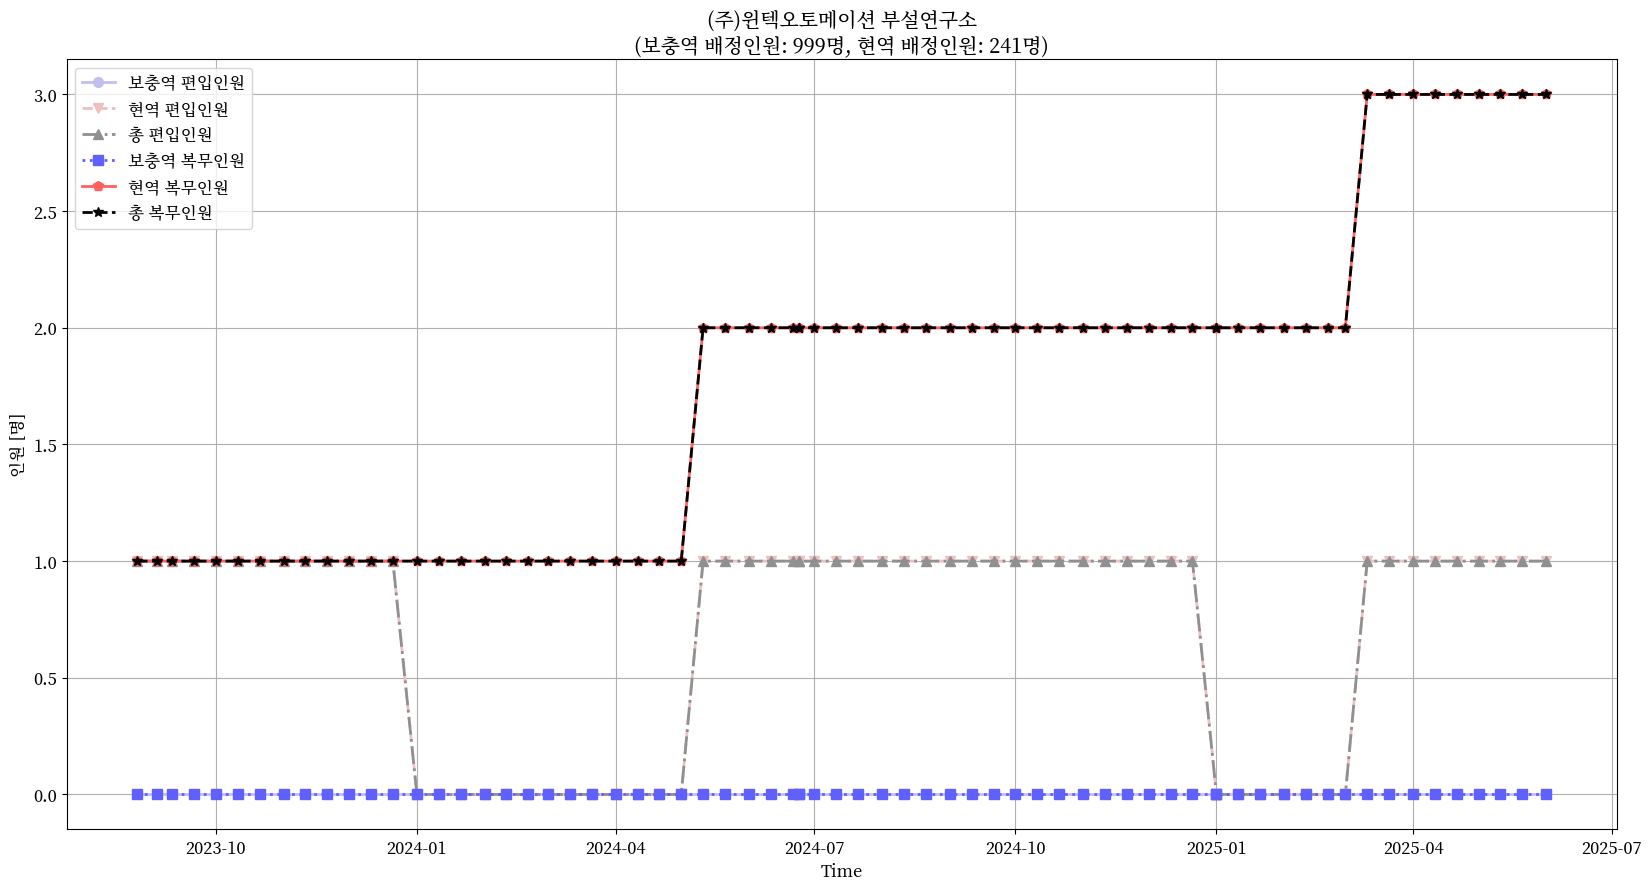 (주)윈텍오토메이션 부설연구소
(보충역 배정인원: 999명, 현역 배정인원: 241명)
보충역 편입인원
현역 편입인원
총 편입인원
보충역 복무인원
현역 복무인원
총 복무인원
3.0
2.5
2.0
1.5
1.0
0.5
0.0
인원 [명]
2023-10
2024-01
2024-04
2024-07
2024-10
2025-01
2025-04
2025-07
Time